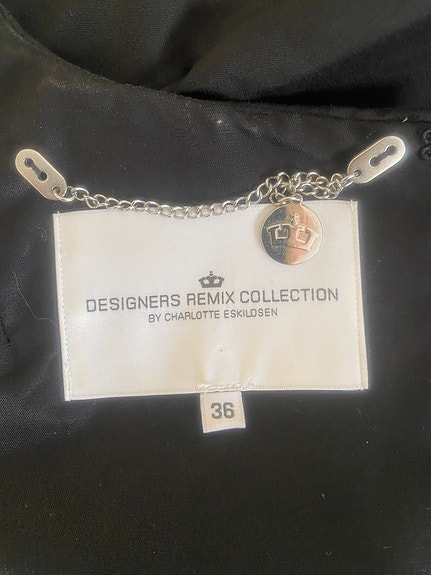 DESIGNERS REMIX COLLECTION
BY CHARLOTTE ESKILDSEN
36